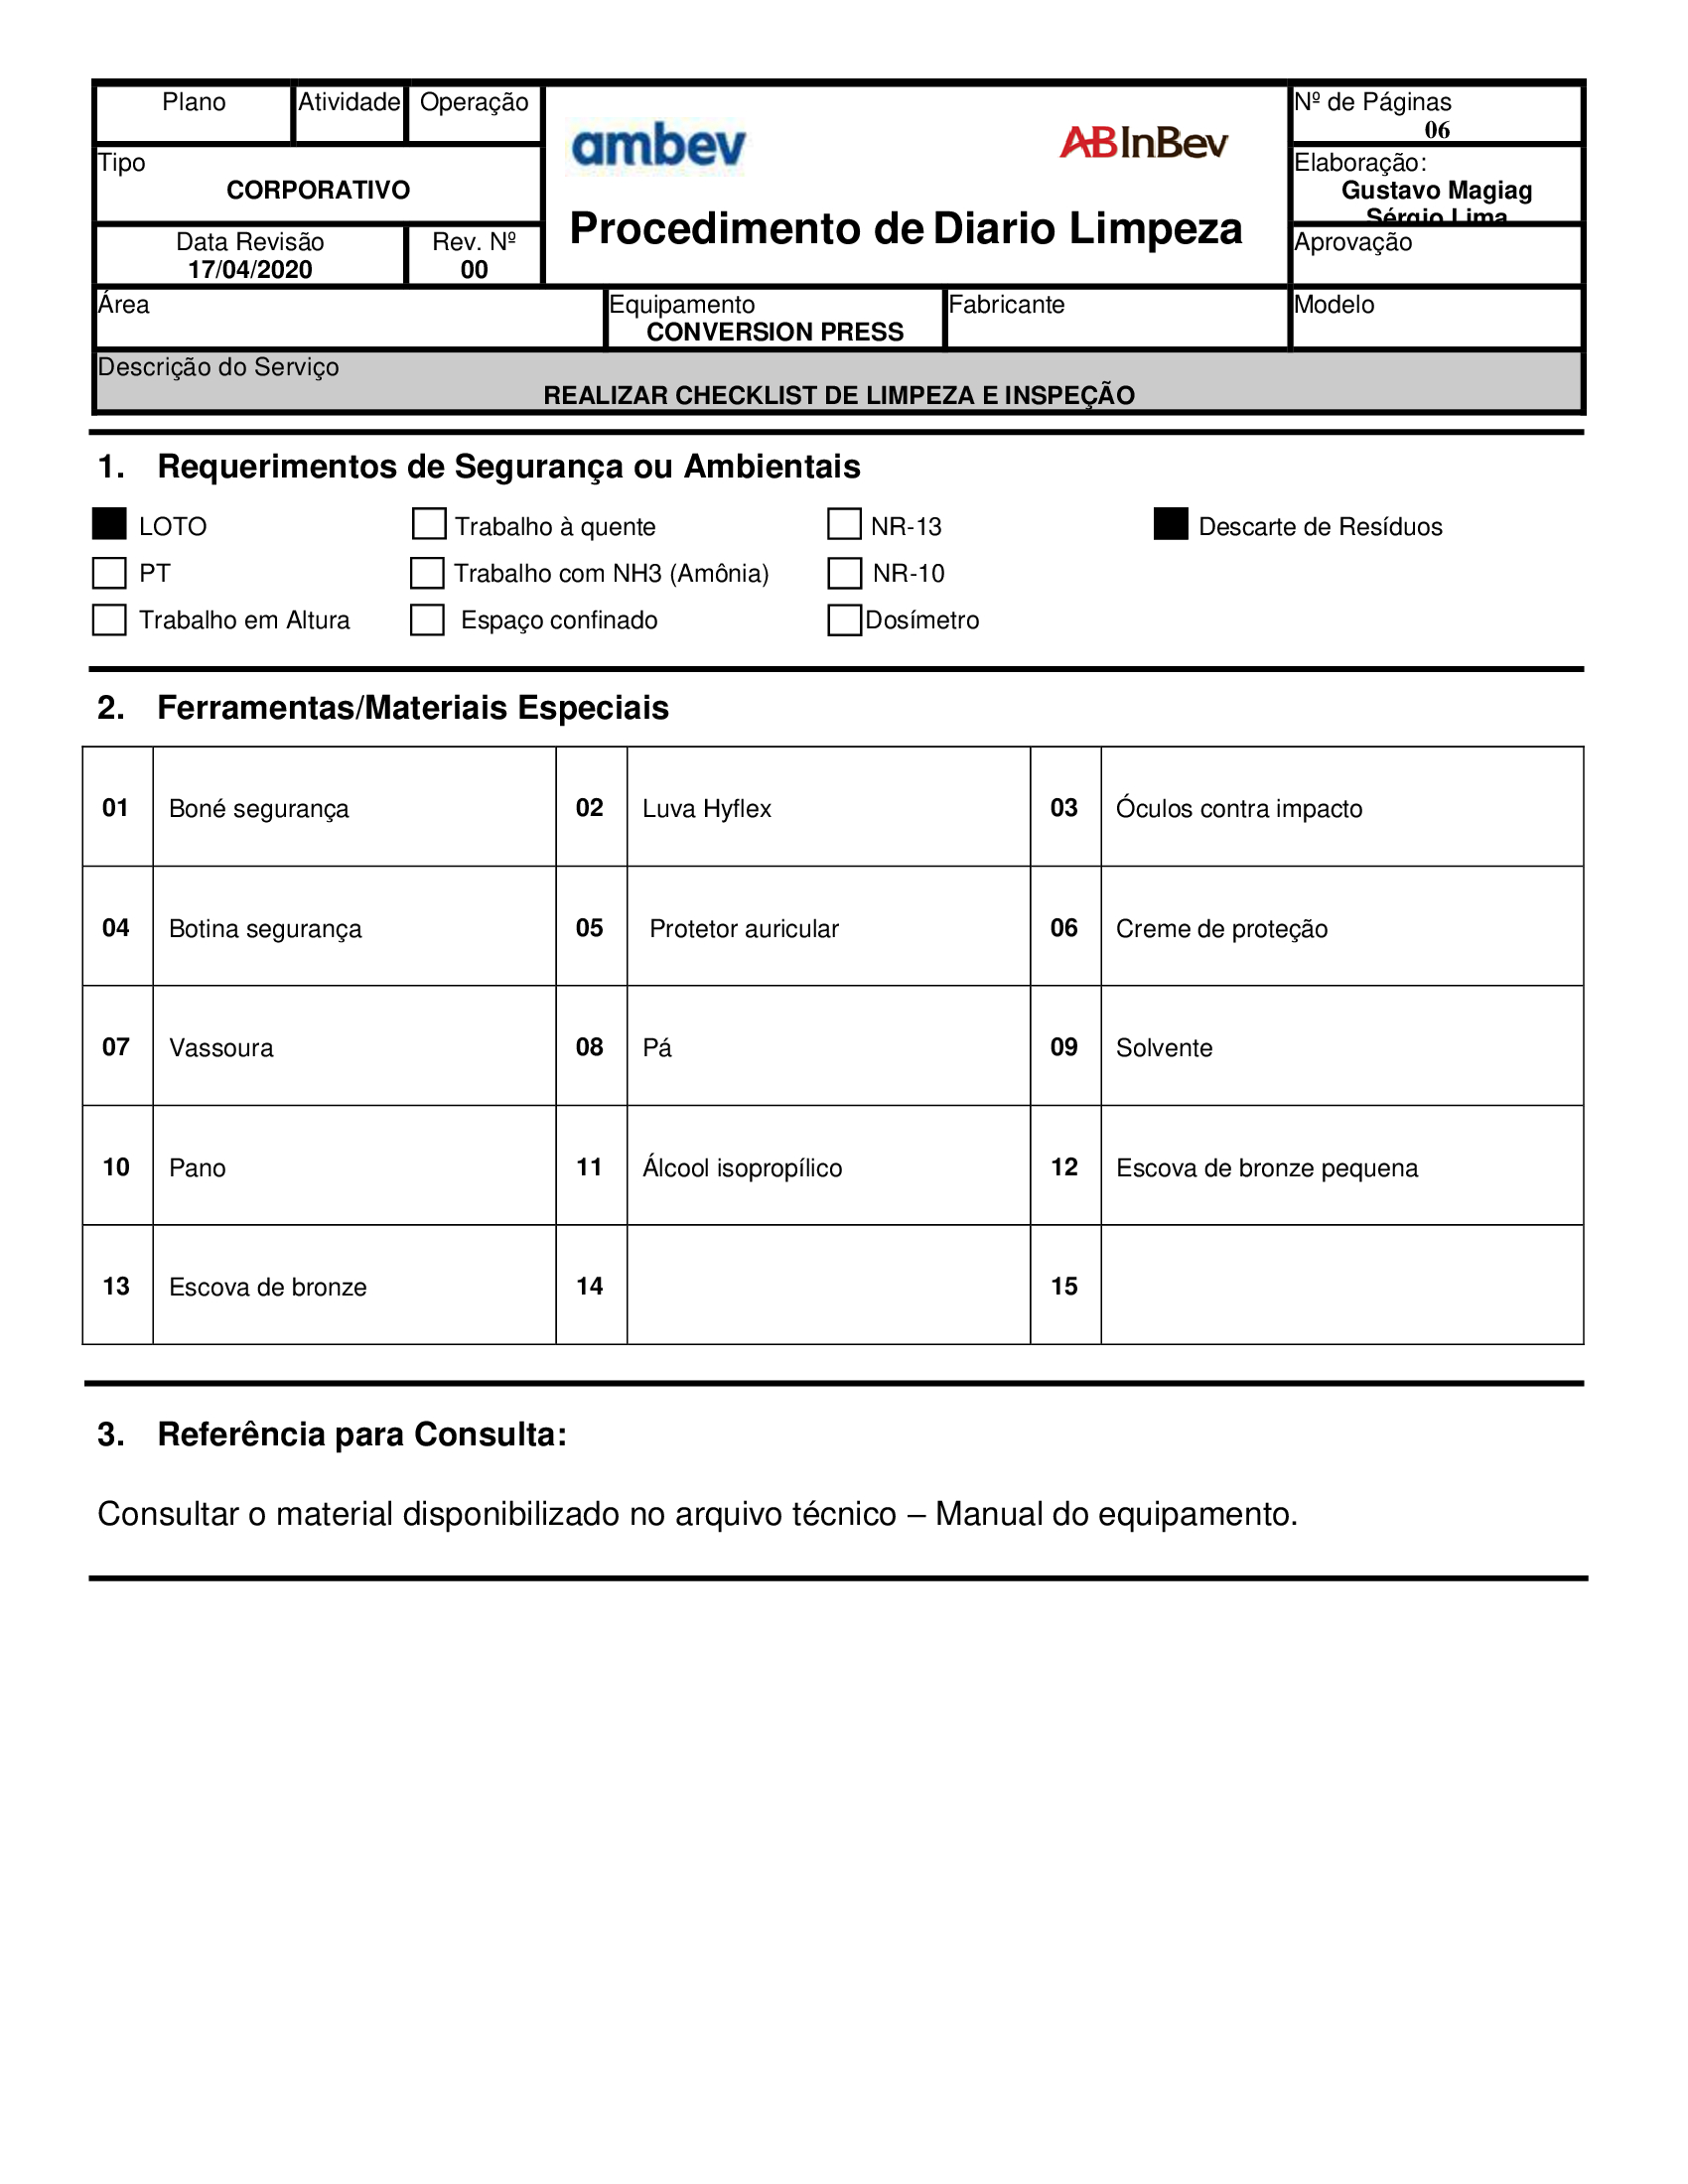 Plano Atividade Operação
ambev ABInBev
Nº de Páginas
06
Tipo
CORPORATIVO
Elaboração:
Gustavo Magiag
Sérgio Lima
Procedimento de Diario Limpeza
Data Revisão
17/04/2020
Rev. Nº
00
Aprovação
Área
Equipamento
CONVERSION PRESS
Fabricante
Modelo
Descrição do Serviço
REALIZAR CHECKLIST DE LIMPEZA E INSPEÇÃO
1. Requerimentos de Segurança ou Ambientais
LOTO Trabalho à quente NR-13 Descarte de Resíduos
PT Trabalho com NH3 (Amônia) NR-10
Trabalho em Altura Espaço confinado Dosímetro
2. Ferramentas/Materiais Especiais
01 Boné segurança 02 Luva Hyflex 03 Óculos contra impacto
04 Botina segurança 05 Protetor auricular 06 Creme de proteção
07 Vassoura 08 Pá 09 Solvente
10 Pano 11 Álcool isopropílico 12 Escova de bronze pequena
13 Escova de bronze 14 15
3. Referência para Consulta:
Consultar o material disponibilizado no arquivo técnico – Manual do equipamento.